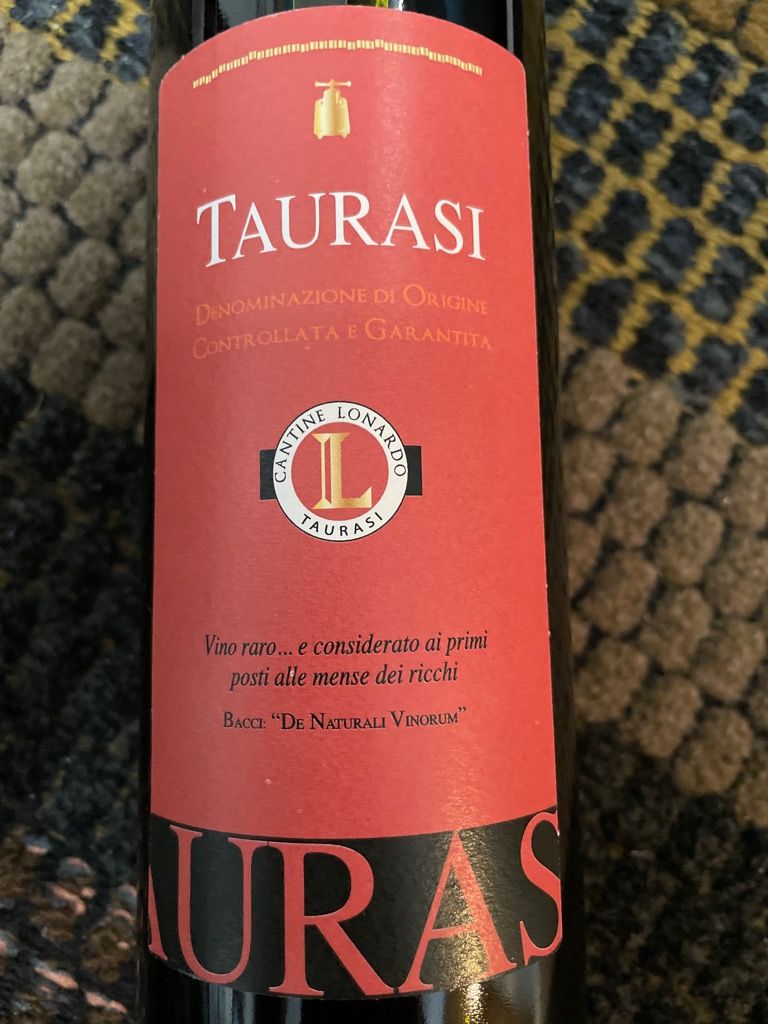 TAURASI
DENOMINAZIONE DI ORIGINE
CONTROLLATA E GARANTITA
CANTINE LONARDO
L
TAURASI
Vino raro... e considerato ai primi
posti alle mense dei ricchi
BACCI: "DE NATURALI VINORUM"
AURAS